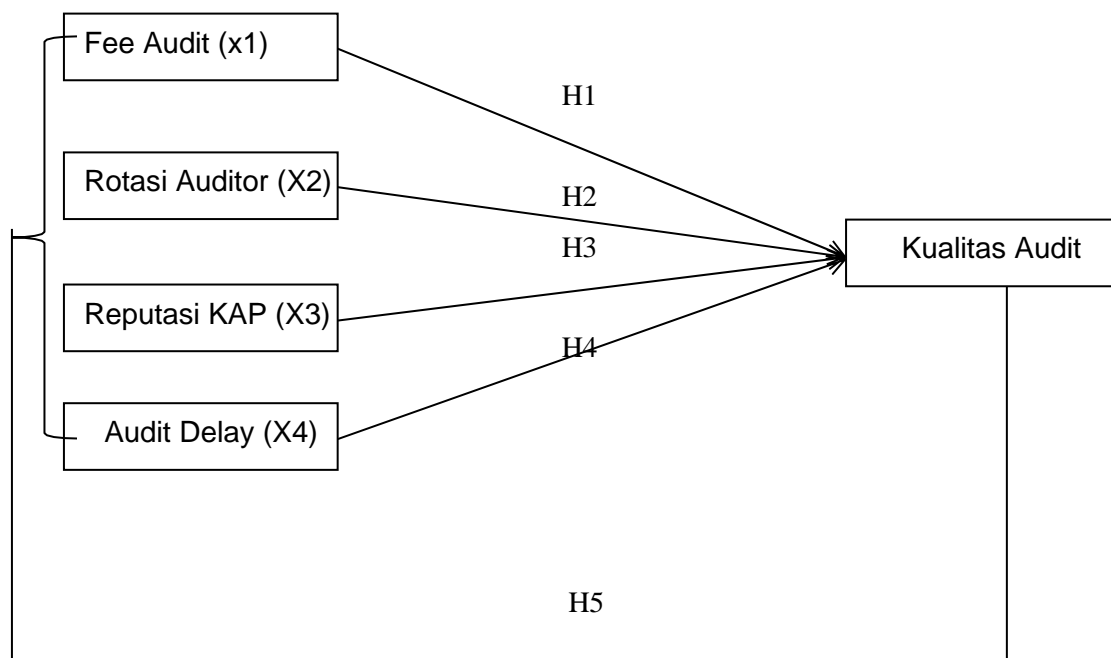 Fee Audit (x1)
H1
Rotasi Auditor (X2)
H2
H3
Kualitas Audit
Reputasi KAP (X3)
H4
Audit Delay (X4)
H5